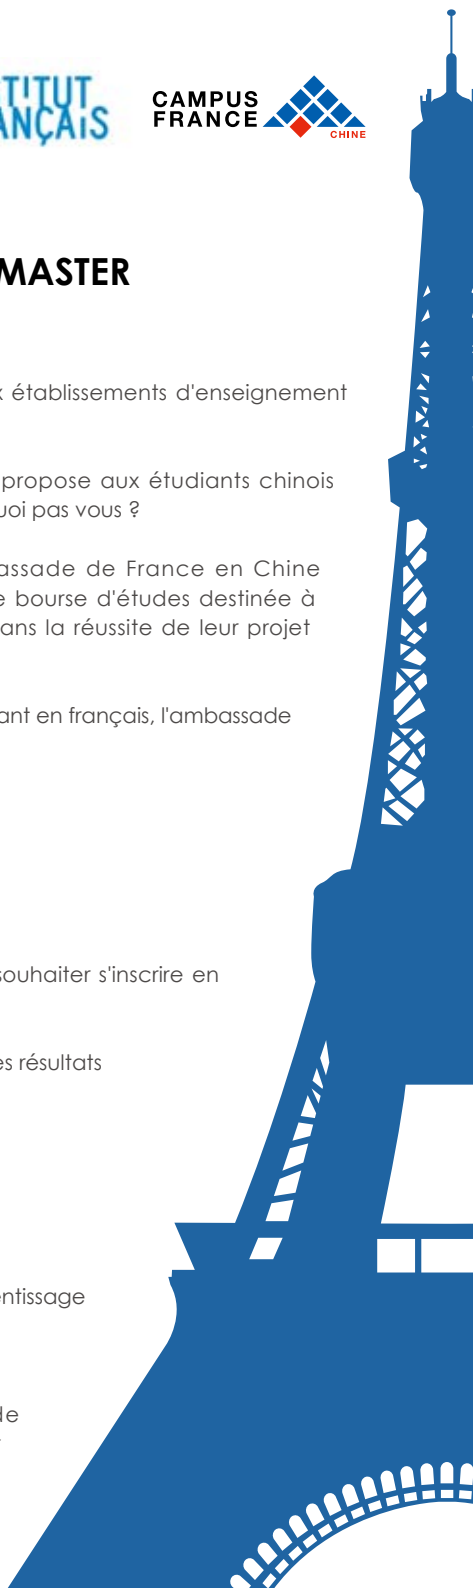 TITUT
ANÇAIS
CAMPUS
FRANCE
CHINE
MASTER
x établissements d'enseignement
propose aux étudiants chinois
uoi pas vous ?
assade de France en Chine
e bourse d'études destinée à
ans la réussite de leur projet
ant en français, l'ambassade
souhaiter s'inscrire en
es résultats
entissage
de